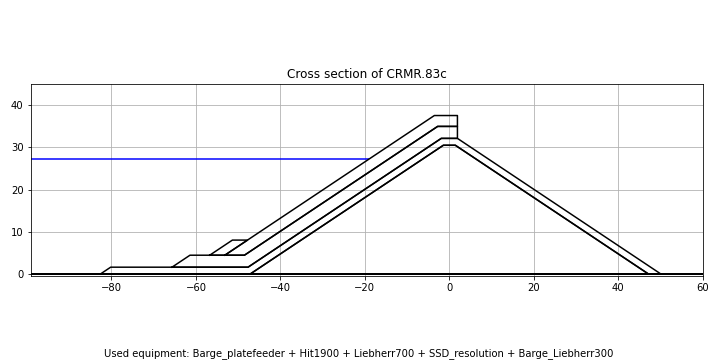 Cross section of CRMR.83c
40
30
20
10
0
−80 −60 −40 −20 0 20 40 60
Used equipment: Barge_platefeeder + Hit1900 + Liebherr700 + SSD_resolution + Barge_Liebherr300